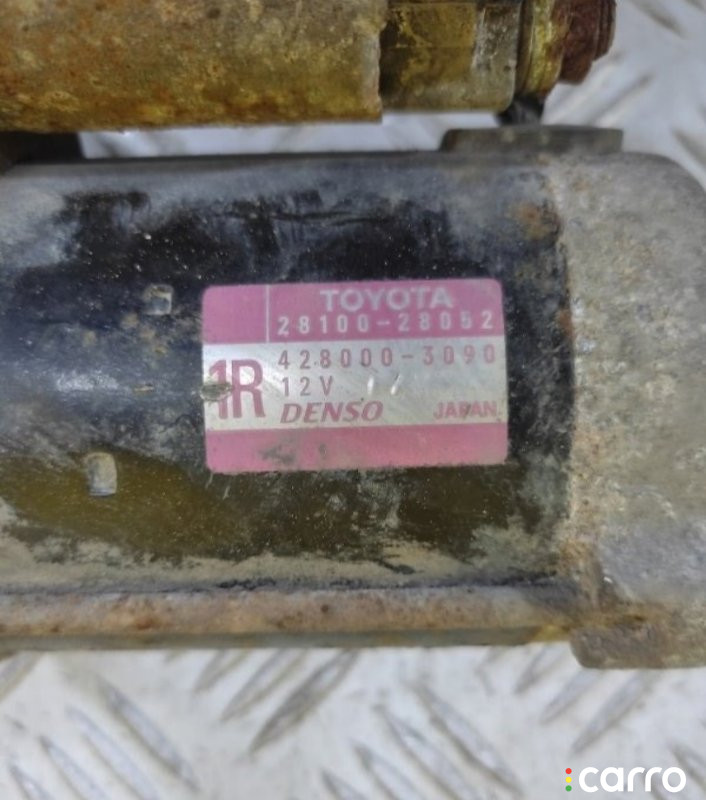 TOYOTA
28100-28052
428000-3090
1R
12V
DENSO JAPAN
carro